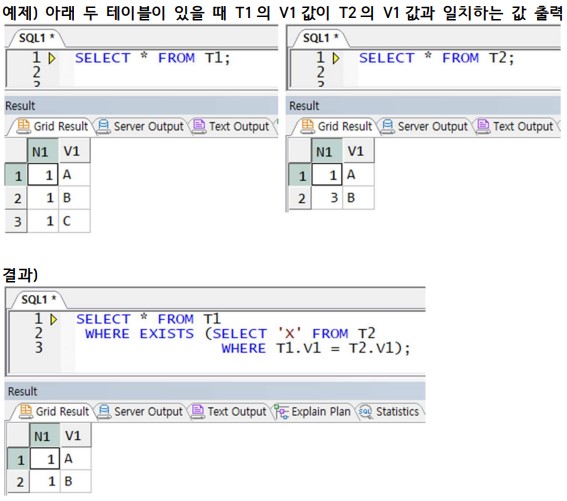 예제) 아래 두 테이블이 있을 때 T1의 V1값이 T2의 V1값과 일치하는 값 출력
SQL1 *
1 SELECT * FROM T1;
2
Result
Grid Result Server Output Text Output
N1 V1
1 1 A
2 1 B
3 1 C
SQL1 *
1 SELECT * FROM T2;
2
Result
Grid Result Server Output Text Output
N1 V1
1 1 A
2 3 B
결과)
SQL1 *
1 SELECT * FROM T1
2 WHERE EXISTS (SELECT 'X' FROM T2
3 WHERE T1.V1 = T2.V1);
Result
Grid Result Server Output Text Output Explain Plan Statistics
N1 V1
1 1 A
2 1 B